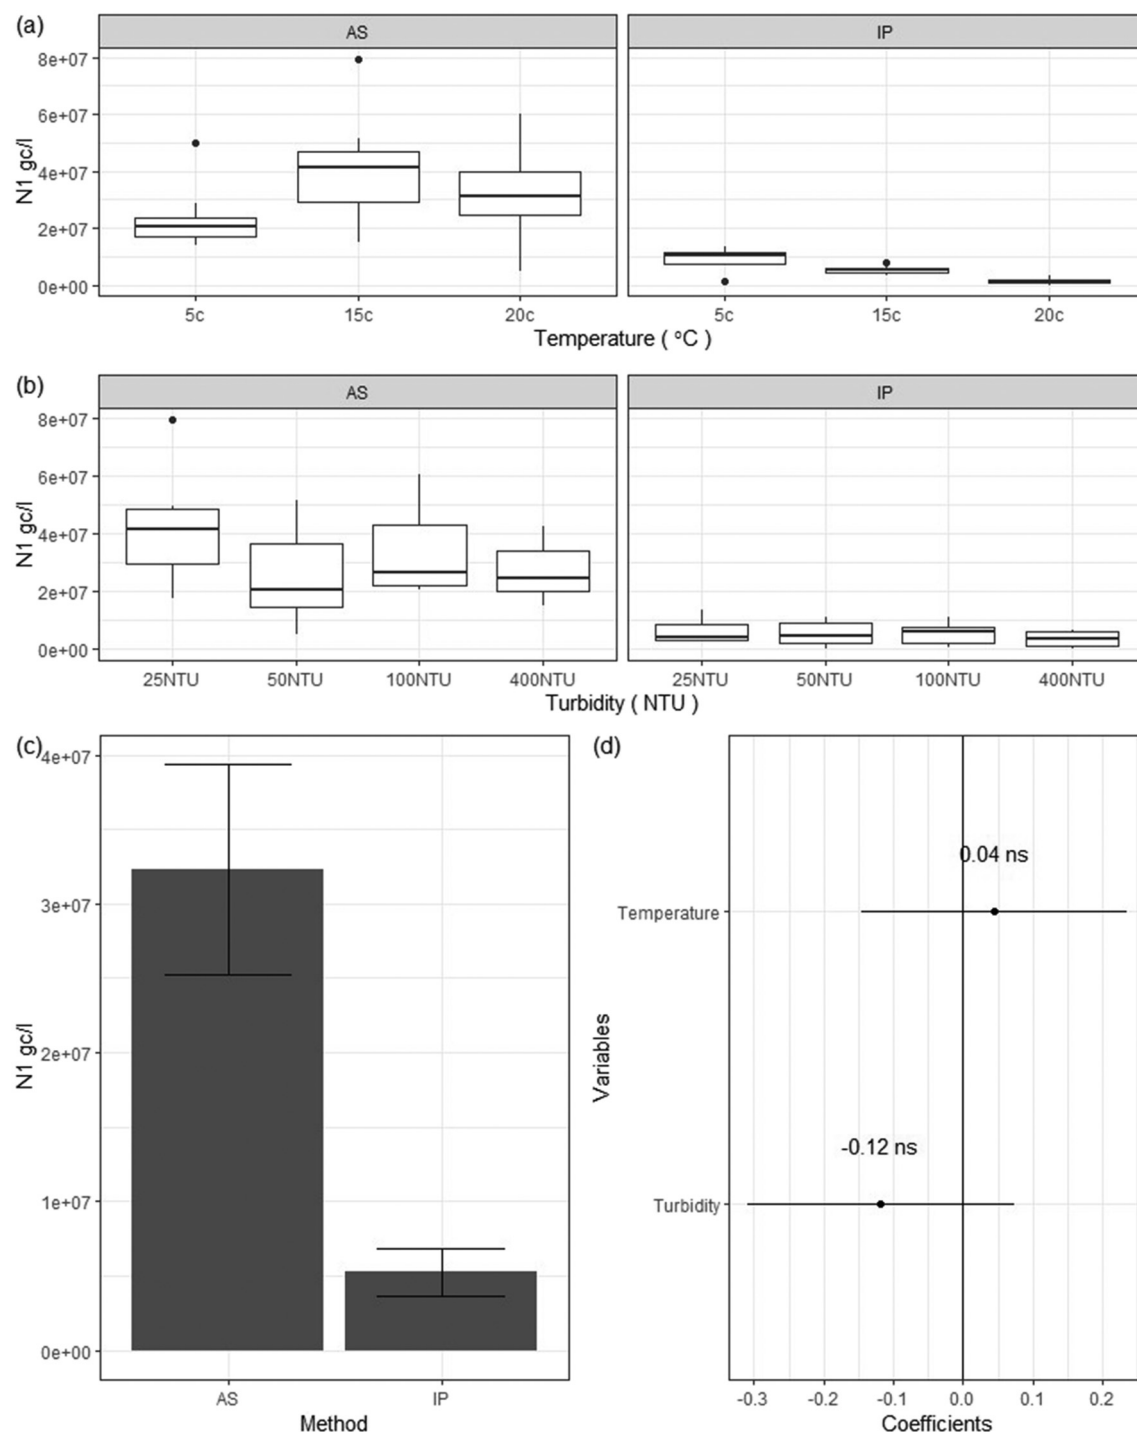 (a)
AS
IP
8e+07
6e+07
4e+07
2e+07
0e+00
N1 gc/l
5c
15c
20c
5c
15c
20c
Temperature ( °C )
(b)
AS
IP
8e+07
6e+07
4e+07
2e+07
0e+00
N1 gc/l
25NTU
50NTU
100NTU
400NTU
25NTU
50NTU
100NTU
400NTU
Turbidity ( NTU )
(c)
4e+07
3e+07
2e+07
1e+07
0e+00
N1 gc/l
AS
IP
Method
(d)
0.04 ns
Temperature
Variables
-0.12 ns
Turbidity
-0.3
-0.2
-0.1
0.0
0.1
0.2
Coefficients